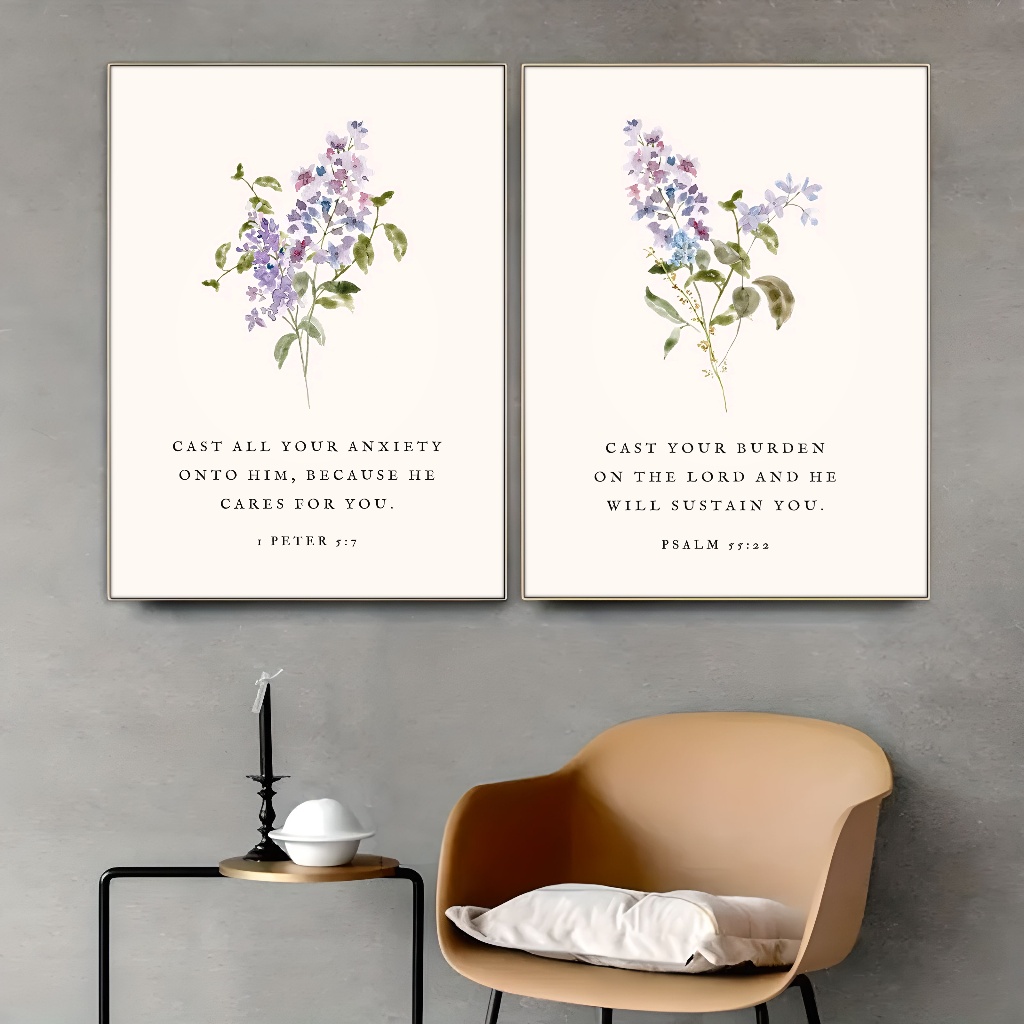 CAST ALL YOUR ANXIETY
ONTO HIM, BECAUSE HE
CARES FOR YOU.
1 PETER 5:7
CAST YOUR BURDEN
ON THE LORD AND HE
WILL SUSTAIN YOU.
PSALM 55:22